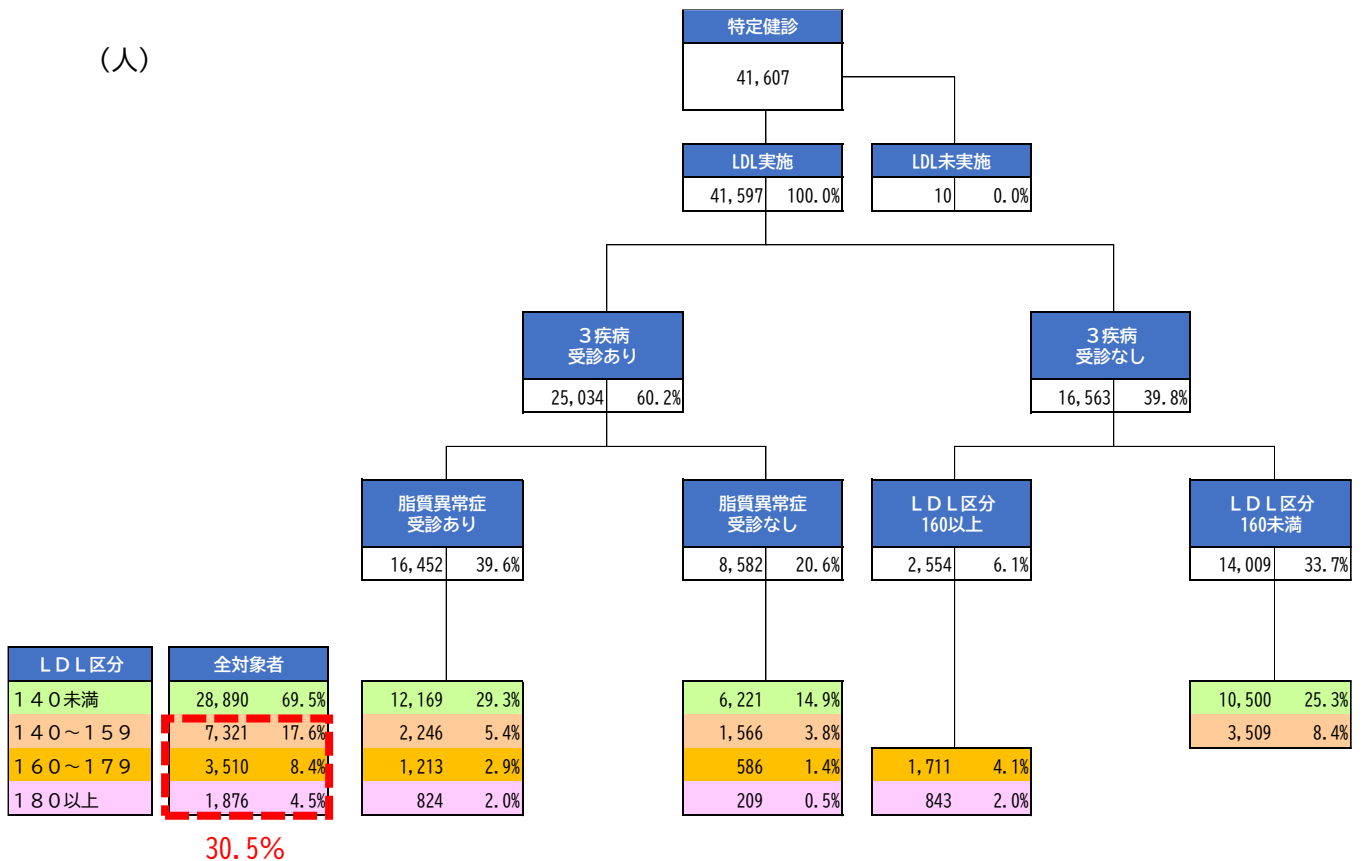 (人)
特定健診
41,607
LDL実施
41,597 100.0%
LDL未実施
10 0.0%
3疾病
受診あり
25,034 60.2%
3疾病
受診なし
16,563 39.8%
脂質異常症
受診あり
16,452 39.6%
脂質異常症
受診なし
8,582 20.6%
LDL区分
160以上
2,554 6.1%
LDL区分
160未満
14,009 33.7%
LDL区分 全対象者
140未満 28,890 69.5% 12,169 29.3% 6,221 14.9% 10,500 25.3%
140～159 7,321 17.6% 2,246 5.4% 1,566 3.8% 3,509 8.4%
160～179 3,510 8.4% 1,213 2.9% 586 1.4% 1,711 4.1%
180以上 1,876 4.5% 824 2.0% 209 0.5% 843 2.0%
30.5%